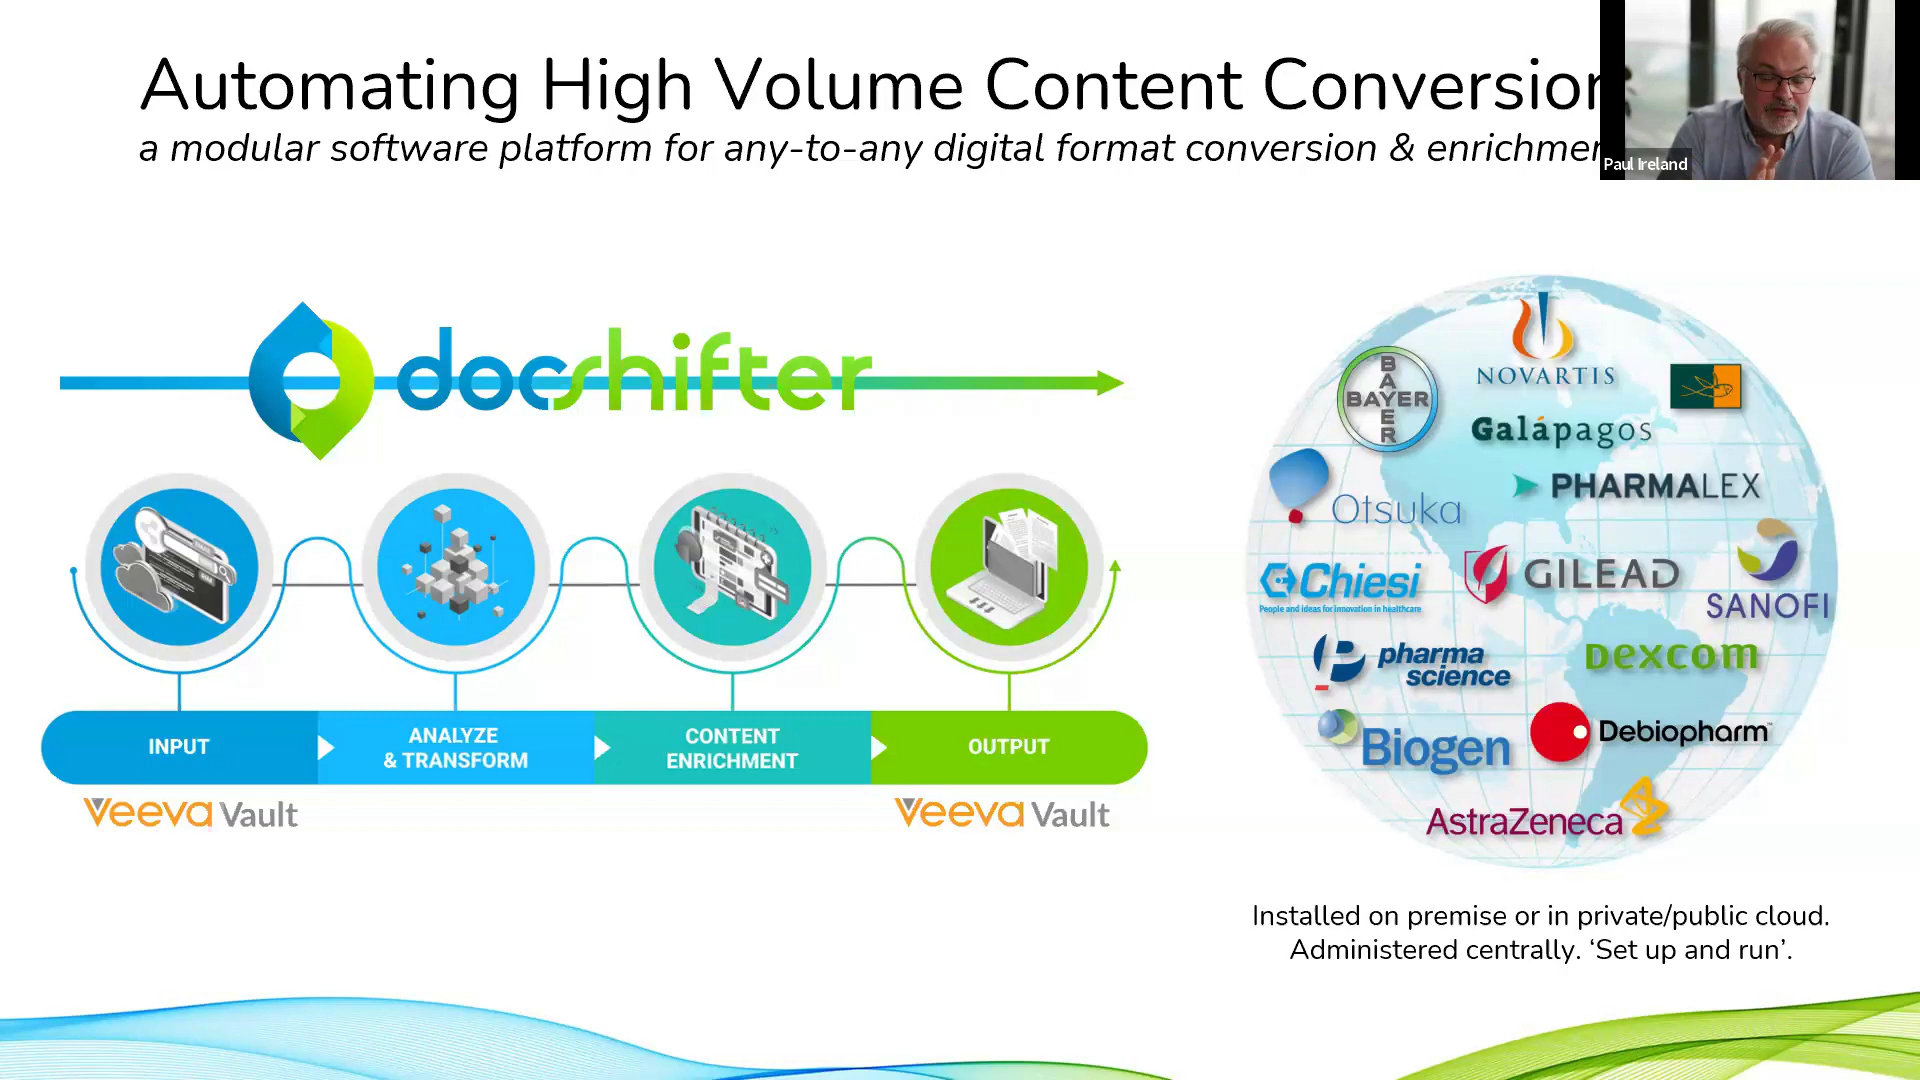 Automating High Volume Content Conversion
a modular software platform for any-to-any digital format conversion & enrichmen
Paul Ireland
docshifter
INPUT
ANALYZE
& TRANSFORM
CONTENT
ENRICHMENT
OUTPUT
Veeva Vault
Veeva Vault
NOVARTIS
BAYER
BAYER
Galápagos
PHARMALEX
Otsuka
Chiesi
People and ideas for innovation in healthcare
GILEAD
SANOFI
pharma
science
Dexcom
Biogen
Debiopharm™
AstraZeneca
Installed on premise or in private/public cloud.
Administered centrally. ‘Set up and run’.